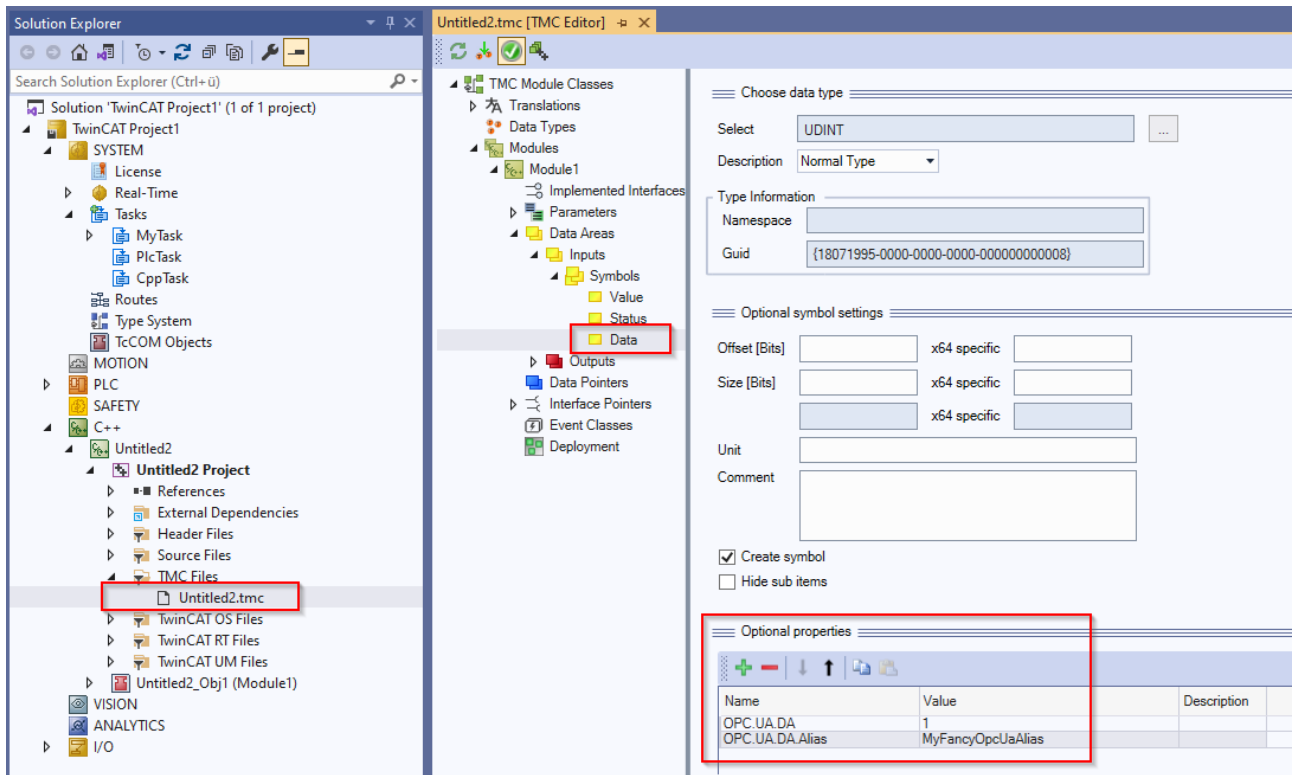 Solution Explorer
Search Solution Explorer (Ctrl+ü)
Solution 'TwinCAT Project1' (1 of 1 project)
TwinCAT Project1
SYSTEM
License
Real-Time
Tasks
MyTask
PlcTask
CppTask
Routes
Type System
TcCOM Objects
MOTION
PLC
SAFETY
C++
Untitled2
Untitled2 Project
References
External Dependencies
Header Files
Source Files
TMC Files
Untitled2.tmc
TwinCAT OS Files
TwinCAT RT Files
TwinCAT UM Files
Untitled2_Obj1 (Module1)
VISION
ANALYTICS
I/O
Untitled2.tmc [TMC Editor]
TMC Module Classes
Translations
Data Types
Modules
Module1
Implemented Interfaces
Parameters
Data Areas
Inputs
Symbols
Value
Status
Data
Outputs
Data Pointers
Interface Pointers
Event Classes
Deployment
Choose data type
Select UDINT ...
Description Normal Type
Type Information
Namespace
Guid {18071995-0000-0000-0000-000000000008}
Optional symbol settings
Offset [Bits] x64 specific
Size [Bits] x64 specific
x64 specific
Unit
Comment
Create symbol
Hide sub items
Optional properties
Name Value Description
OPC.UA.DA 1
OPC.UA.DA.Alias MyFancyOpcUaAlias